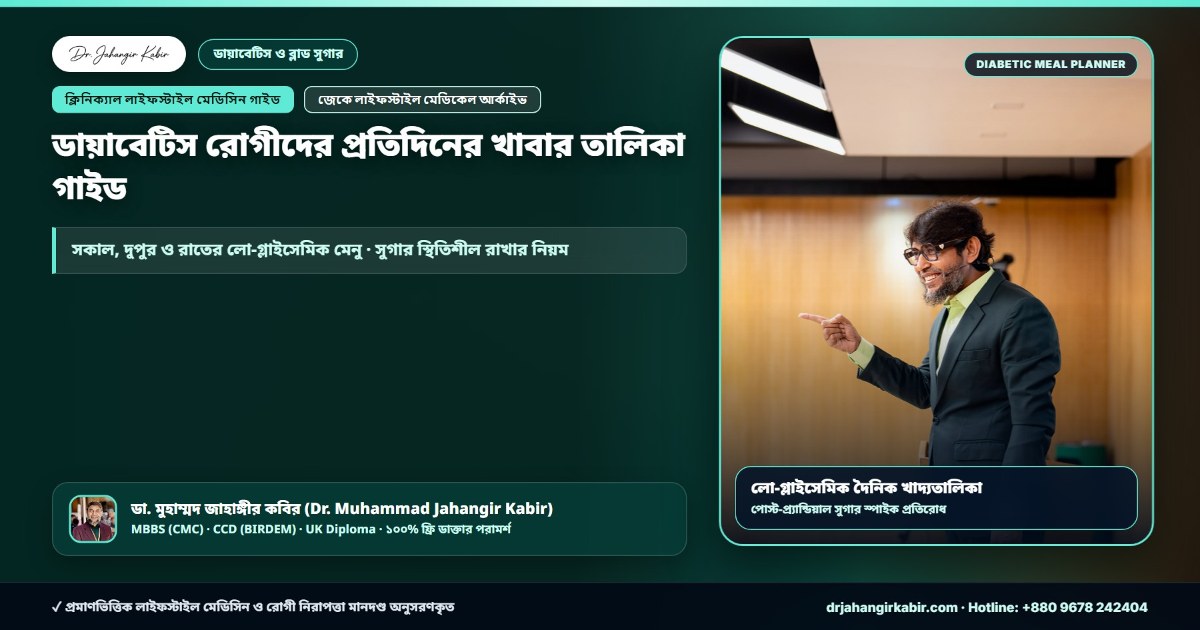 Dr. Jahangir Kabir
ডায়াবেটিস ও ব্লাড সুগার
ক্লিনিক্যাল লাইফস্টাইল মেডিসিন গাইড
জেকে লাইফস্টাইল মেডিকেল আর্কাইভ
ডায়াবেটিস রোগীদের প্রতিদিনের খাবার তালিকা
গাইড
সকাল, দুপুর ও রাতের লো-গ্লাইসেমিক মেনু · সুগার স্থিতিশীল রাখার নিয়ম
ডা. মুহাম্মদ জাহাঙ্গীর কবির (Dr. Muhammad Jahangir Kabir)
MBBS (CMC) · CCD (BIRDEM) · UK Diploma · ১০০% ফ্রি ডাক্তার পরামর্শ
DIABETIC MEAL PLANNER
লো-গ্লাইসেমিক দৈনিক খাদ্যতালিকা
পোস্ট-প্র্যান্ডিয়াল সুগার স্পাইক প্রতিরোধ
✓ প্রমাণভিত্তিক লাইফস্টাইল মেডিসিন ও রোগী নিরাপত্তা মানদণ্ড অনুসরণকৃত
drjahangirkabir.com · Hotline: +880 9678 242404